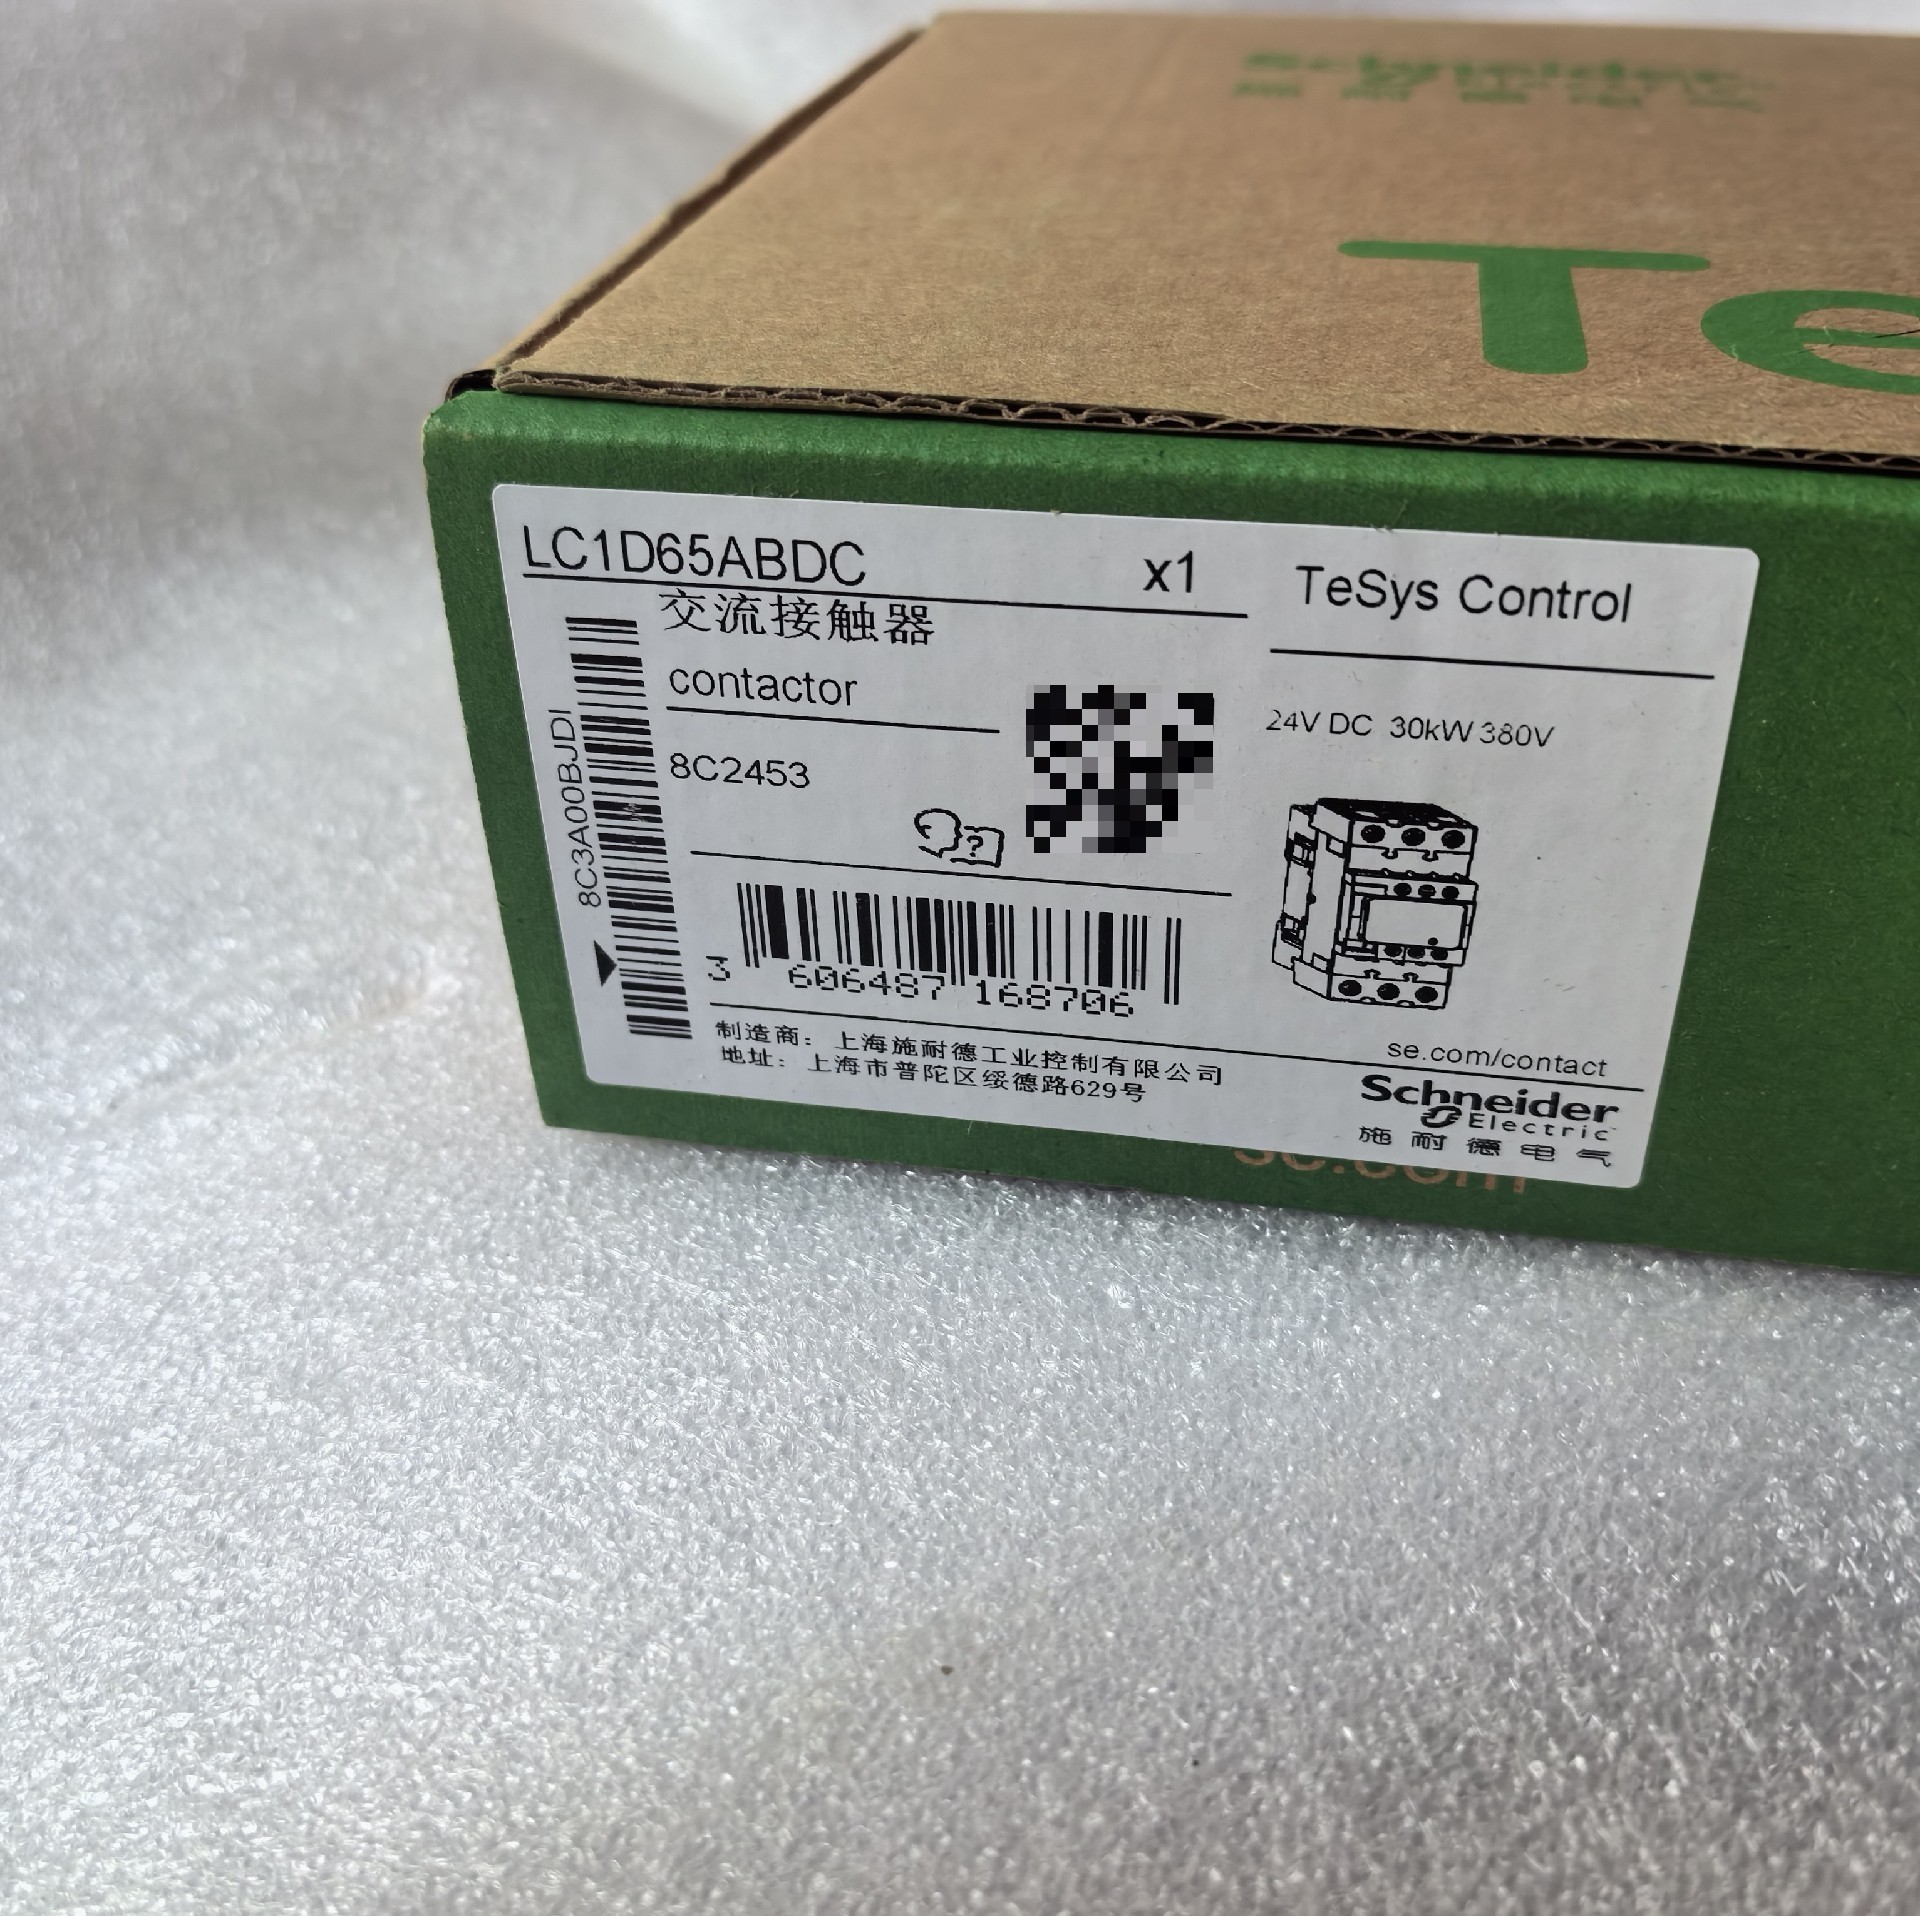 Schneider
Te
LC1D65ABDC x1
交流接触器
contactor
8C2453
8C3A00BJDI
?
3 606487 168706
制造商：上海施耐德工业控制有限公司
地址：上海市普陀区绥德路629号
TeSys Control
24V DC 30kW 380V
se.com/contact
Schneider
Electric
施耐德电气
se.com